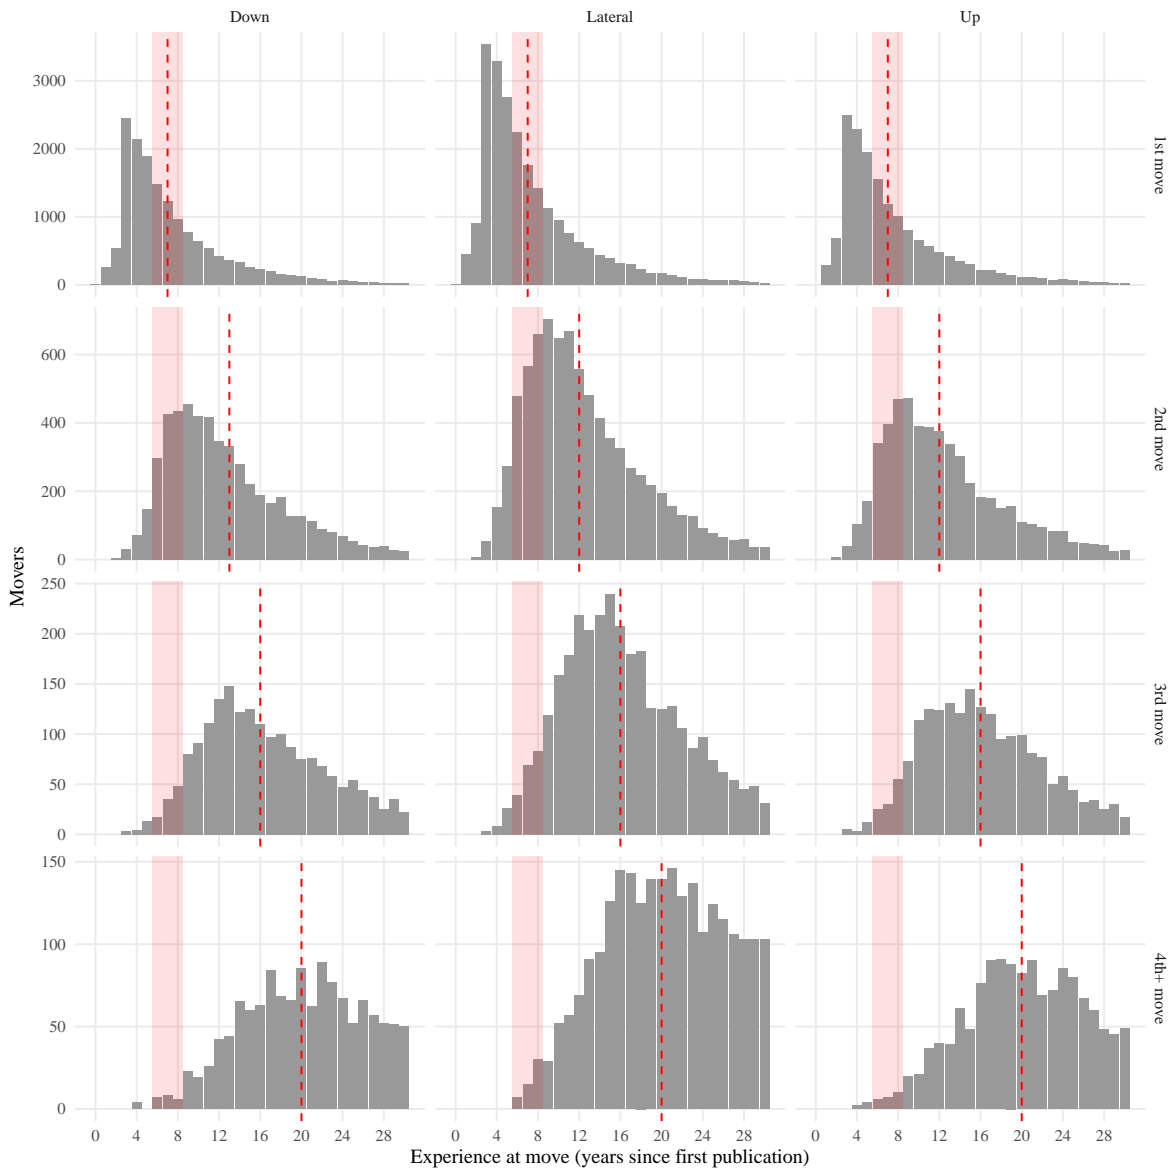 Down Lateral Up
3000
2000
1000
0
1st move
600
400
200
0
2nd move
Movers
250
200
150
100
50
0
3rd move
150
100
50
0
4th+ move
0 4 8 12 16 20 24 28 0 4 8 12 16 20 24 28 0 4 8 12 16 20 24 28
Experience at move (years since first publication)